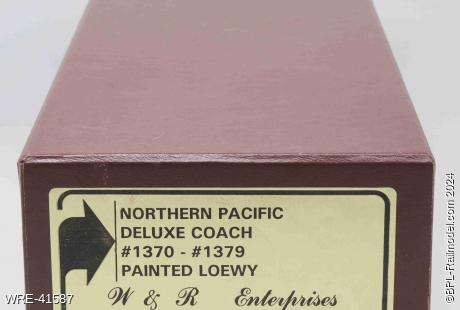 NORTHERN PACIFIC
DELUXE COACH
#1370 - #1379
PAINTED LOEWY
W & R Enterprises
WRE-41587
©BPL-Railmodel.com 2024